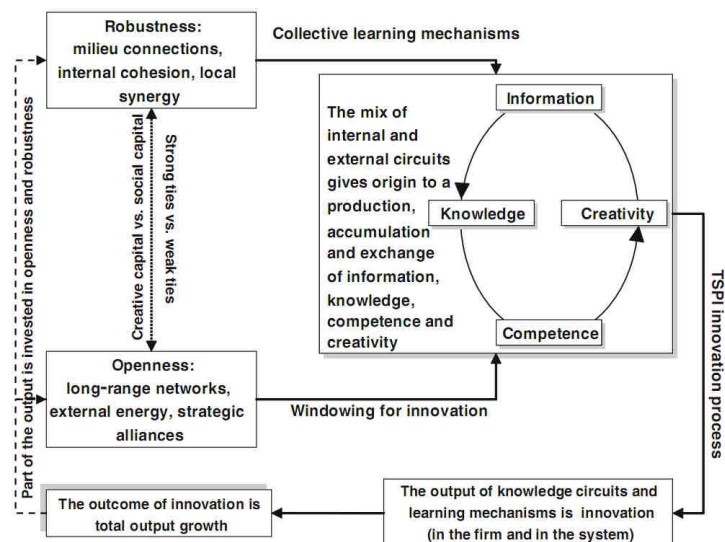 Robustness:
milieu connections,
internal cohesion, local
synergy
Collective learning mechanisms
Information
The mix of
internal and
external circuits
gives origin to a
production,
accumulation
and exchange
of information,
knowledge,
competence and
creativity
Knowledge
Creativity
Competence
Part of the output is invested in openness and robustness
Creative capital vs. social capital
Strong ties vs. weak ties
TSPI innovation process
Openness:
long-range networks,
external energy, strategic
alliances
Windowing for innovation
The outcome of innovation is
total output growth
The output of knowledge circuits and
learning mechanisms is innovation
(in the firm and in the system)